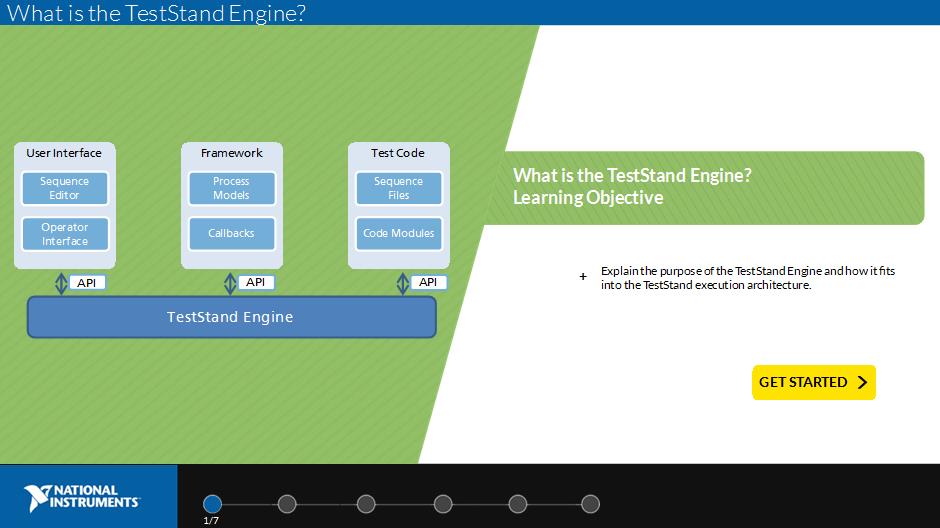 What is the TestStand Engine?
User Interface
Sequence
Editor
Operator
Interface
API
Framework
Process
Models
Callbacks
API
Test Code
Sequence
Files
Code Modules
API
TestStand Engine
What is the TestStand Engine?
Learning Objective
+ Explain the purpose of the TestStand Engine and how it fits
into the TestStand execution architecture.
GET STARTED
NATIONAL
INSTRUMENTS
1/7